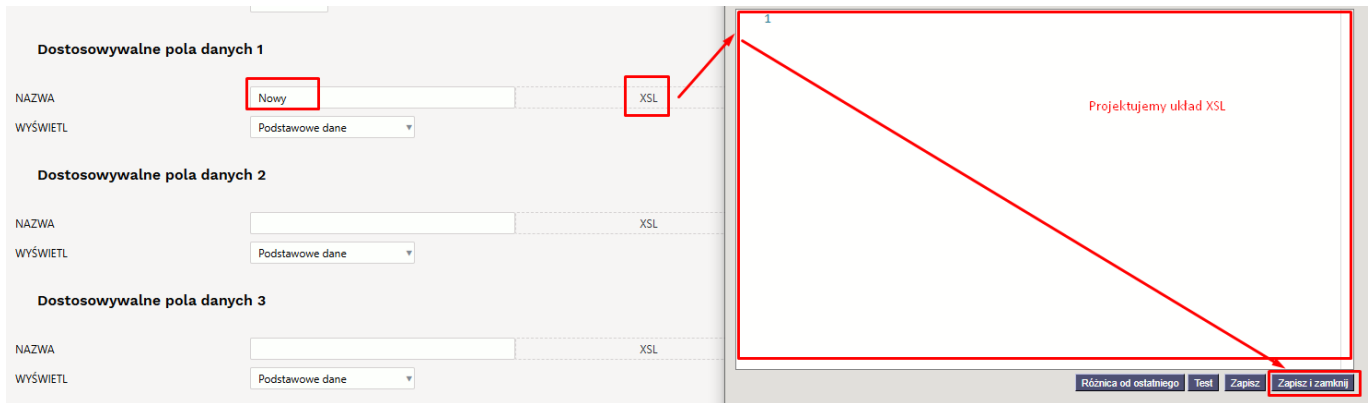 Dostosowywalne pola danych 1
NAZWA Nowy XSL
WYŚWIETL Podstawowe dane
Dostosowywalne pola danych 2
NAZWA XSL
WYŚWIETL Podstawowe dane
Dostosowywalne pola danych 3
NAZWA XSL
WYŚWIETL Podstawowe dane
1
Projektujemy układ XSL
Różnica od ostatniego Test Zapisz Zapisz i zamknij